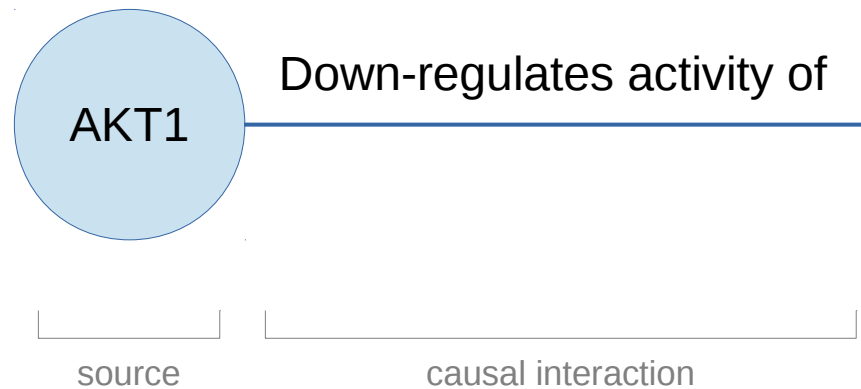 Down-regulates activity of
AKT1
source
causal interaction